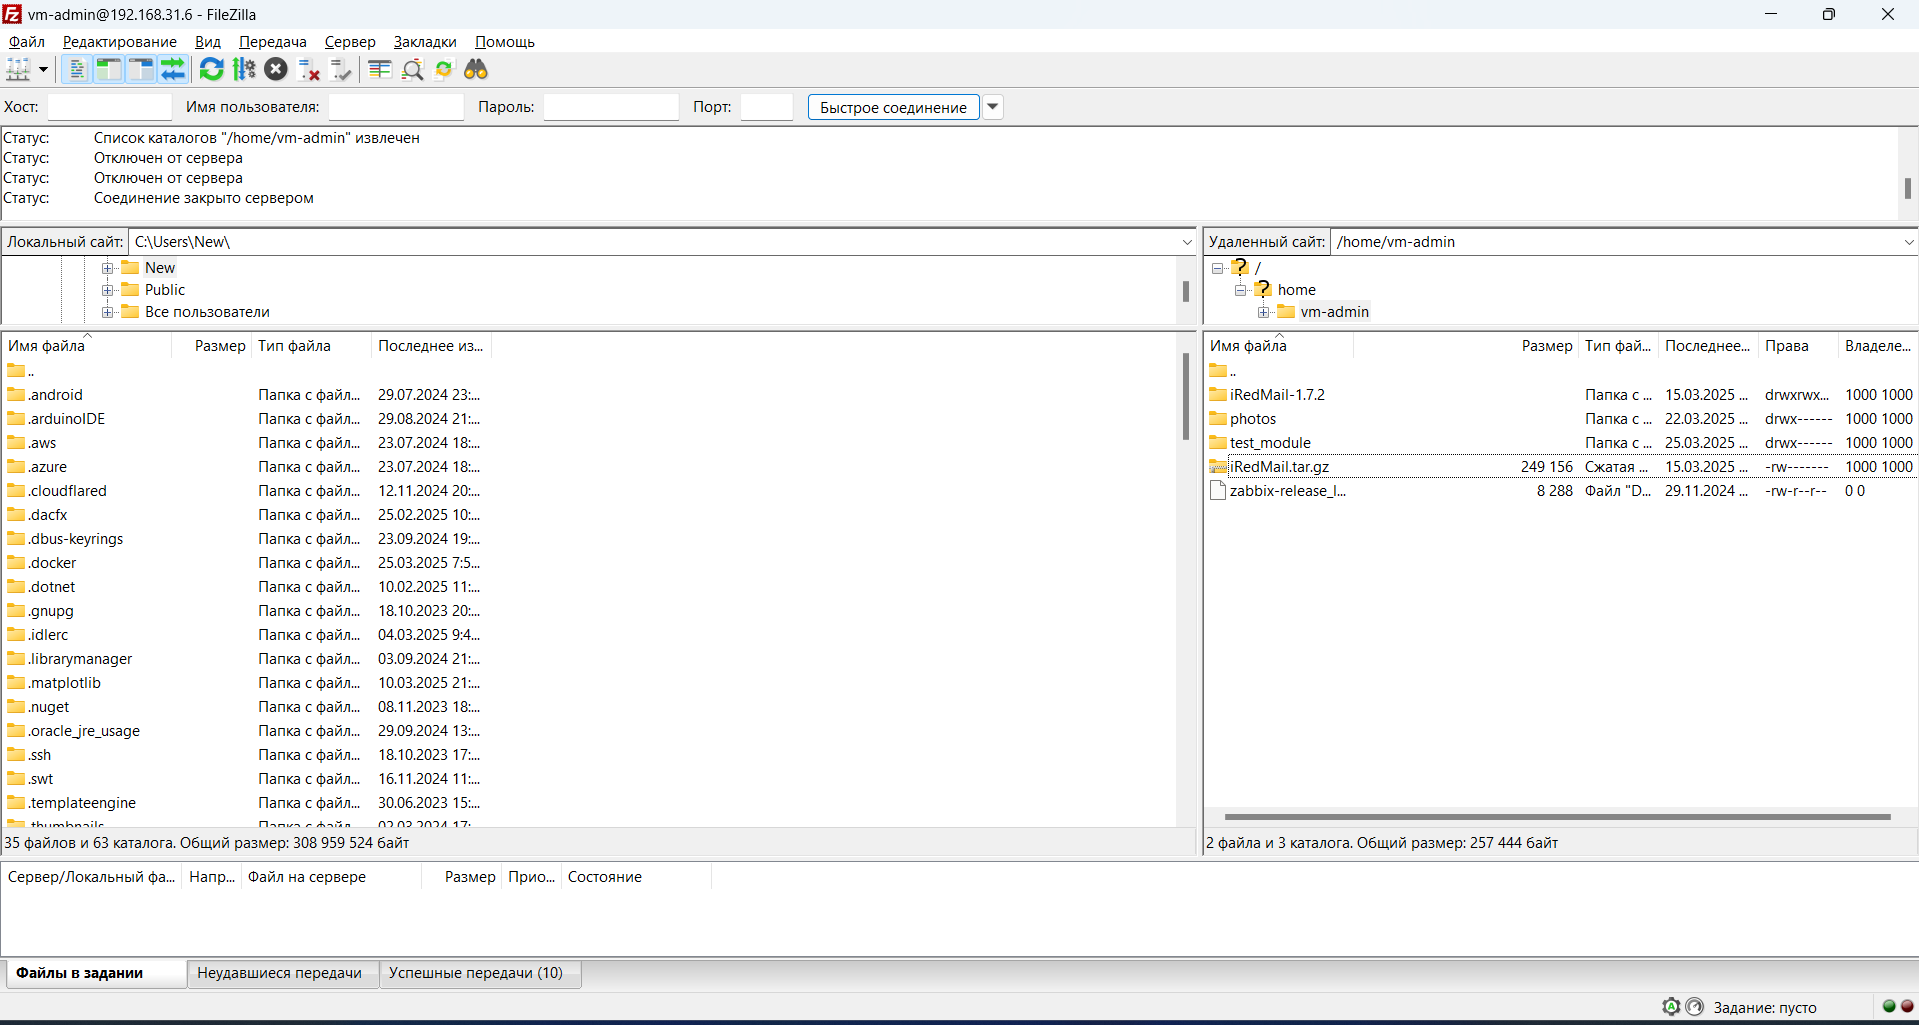 vm-admin@192.168.31.6 - FileZilla
Файл Редактирование Вид Передача Сервер Закладки Помощь
Хост: Имя пользователя: Пароль: Порт: Быстрое соединение
Статус: Список каталогов "/home/vm-admin" извлечен
Статус: Отключен от сервера
Статус: Отключен от сервера
Статус: Соединение закрыто сервером
Локальный сайт: C:\Users\New\
New
Public
Все пользователи
Имя файла Размер Тип файла Последнее из...
..
.android Папка с файл... 29.07.2024 23:...
.arduinoIDE Папка с файл... 29.08.2024 21:...
.aws Папка с файл... 23.07.2024 18:...
.azure Папка с файл... 23.07.2024 18:...
.cloudflared Папка с файл... 12.11.2024 20:...
.dacfx Папка с файл... 25.02.2025 10:...
.dbus-keyrings Папка с файл... 23.09.2024 19:...
.docker Папка с файл... 25.03.2025 7:5...
.dotnet Папка с файл... 10.02.2025 11:...
.gnupg Папка с файл... 18.10.2023 20:...
.idlerc Папка с файл... 04.03.2025 9:4...
.librarymanager Папка с файл... 03.09.2024 21:...
.matplotlib Папка с файл... 10.03.2025 21:...
.nuget Папка с файл... 08.11.2023 18:...
.oracle_jre_usage Папка с файл... 29.09.2024 13:...
.ssh Папка с файл... 18.10.2023 17:...
.swt Папка с файл... 16.11.2024 11:...
.templateengine Папка с файл... 30.06.2023 15:...
.thumbnails Папка с файл... 02.03.2024 17:...
35 файлов и 63 каталога. Общий размер: 308 959 524 байт
Удаленный сайт: /home/vm-admin
/
home
vm-admin
Имя файла Размер Тип фай... Последнее... Права Владеле...
..
iRedMail-1.7.2 Папка с ... 15.03.2025 ... drwxrwx... 1000 1000
photos Папка с ... 22.03.2025 ... drwx------ 1000 1000
test_module Папка с ... 25.03.2025 ... drwx------ 1000 1000
iRedMail.tar.gz 249 156 Сжатая ... 15.03.2025 ... -rw------- 1000 1000
zabbix-release_l... 8 288 Файл "D... 29.11.2024 ... -rw-r--r-- 0 0
2 файла и 3 каталога. Общий размер: 257 444 байт
Сервер/Локальный фа... Напр... Файл на сервере Размер Прио... Состояние
Файлы в задании Неудавшиеся передачи Успешные передачи (10)
Задание: пусто